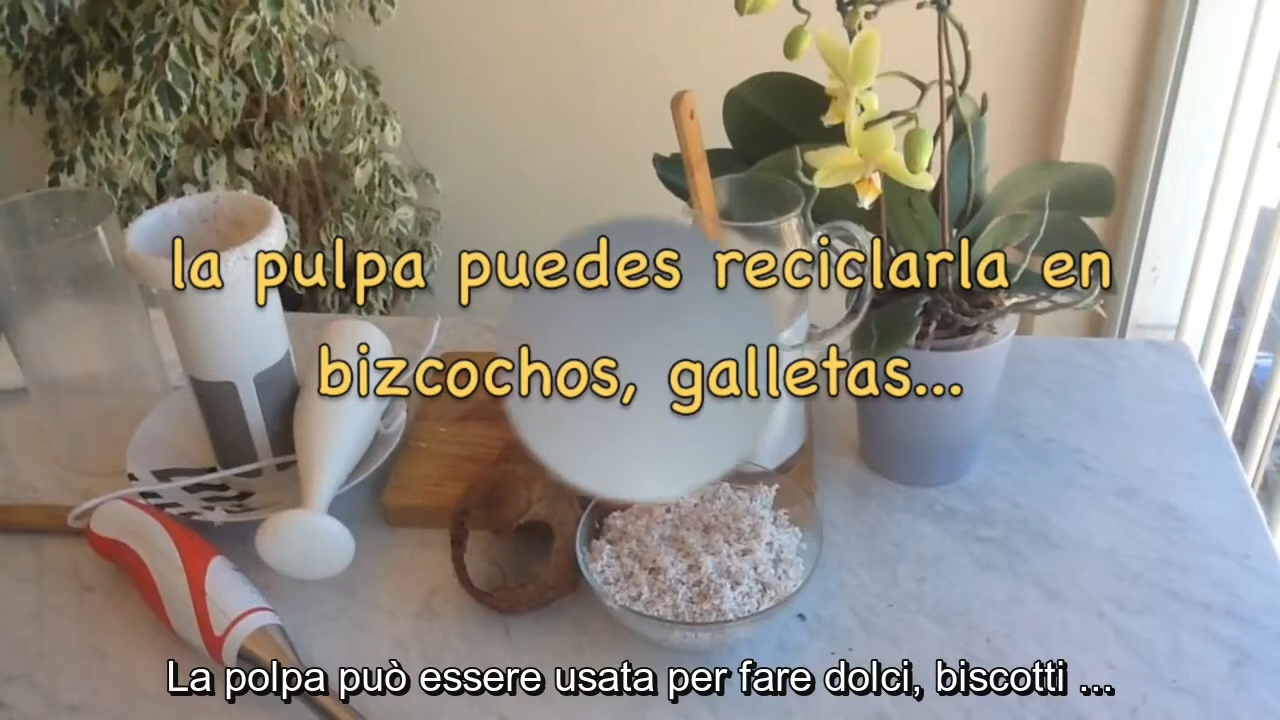 la pulpa puedes reciclarla en
bizcochos, galletas...
La polpa può essere usata per fare dolci, biscotti ...